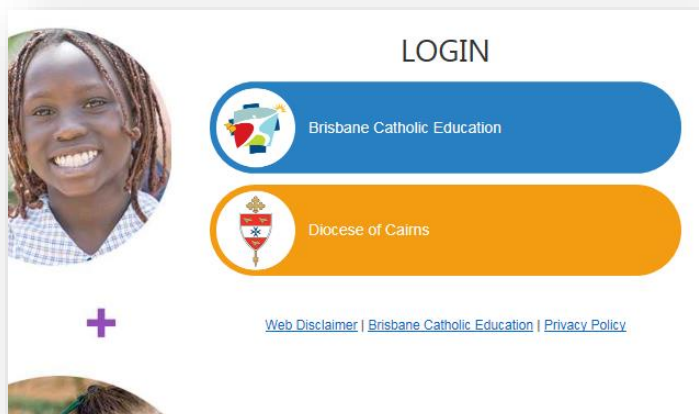 LOGIN
Brisbane Catholic Education
Diocese of Cairns
Web Disclaimer | Brisbane Catholic Education | Privacy Policy